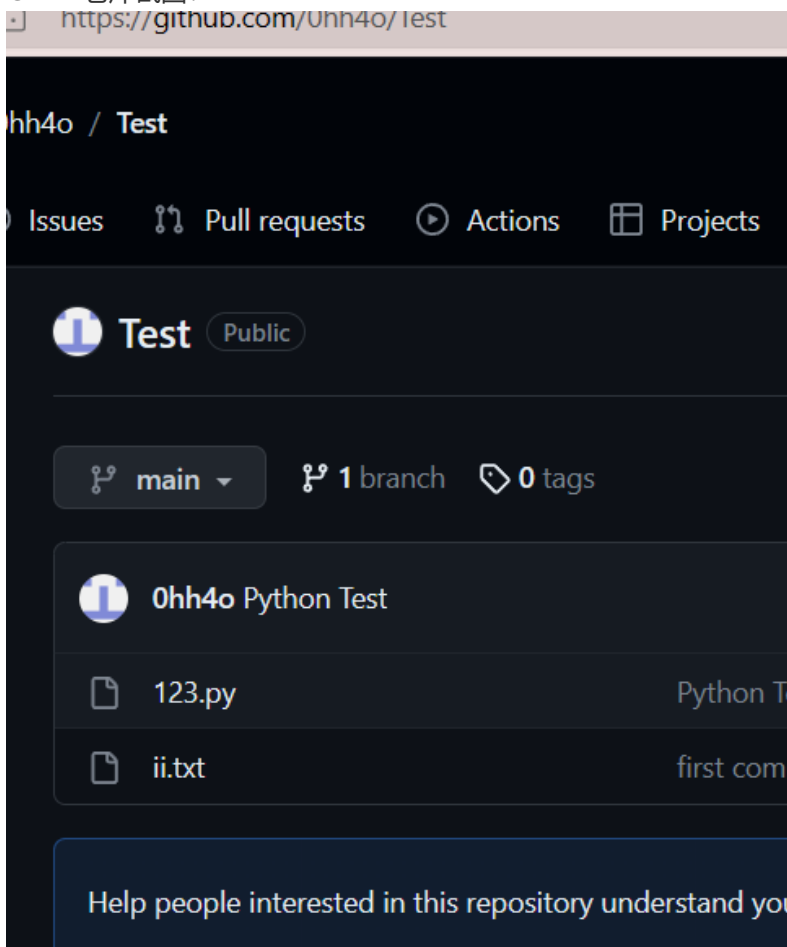 https://github.com/0hh4o/Test
hh4o / Test
Issues Pull requests Actions Projects
Test Public
main 1 branch 0 tags
0hh4o Python Test
123.py Python
ii.txt first com
Help people interested in this repository understand